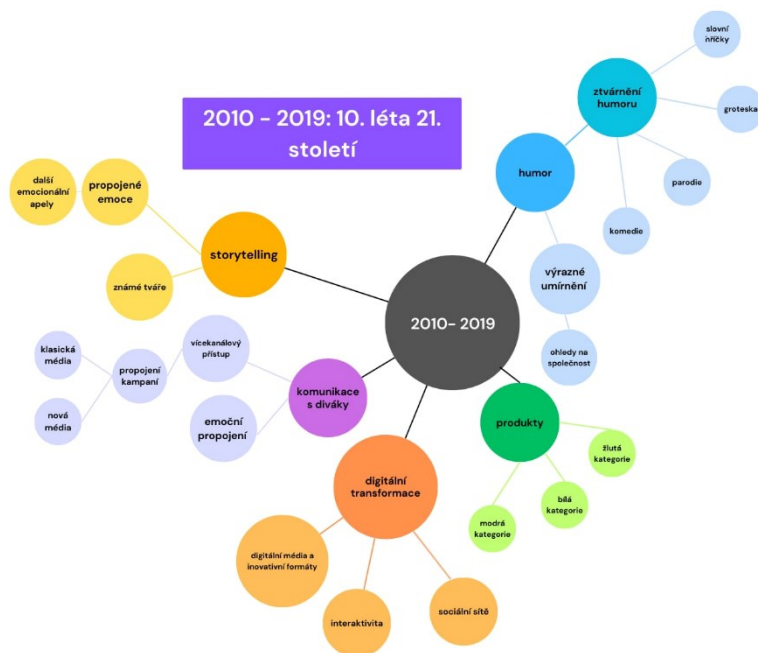 2010 - 2019: 10. léta 21.
století
slovní
hříčky
ztvárnění
humoru
groteska
humor
parodie
komedie
výrazné
umírnění
ohledy na
společnost
další
emocionální
apely
propojené
emoce
storytelling
známé tváře
2010- 2019
klasická
média
vícekanálový
přístup
propojení
kampaní
nová
média
komunikace
s diváky
emoční
propojení
produkty
žlutá
kategorie
bílá
kategorie
modrá
kategorie
digitální
transformace
digitální média a
inovativní formáty
interaktivita
sociální sítě